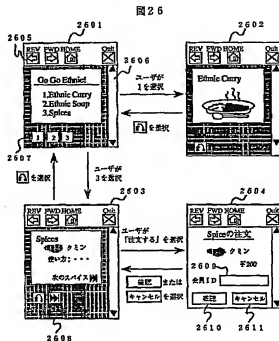 図26
2601
2602
2605
REV FWD HOME Quit
2606
Go Go Ethnic!
1.Ethnic Curry
2.Ethnic Soup
3.Spices
1 2 3
2607
ユーザが
1を選択
を選択
REV FWD HOME Quit
Ethnic Curry
を選択
ユーザが
3を選択
2603
2604
REV FWD HOME Quit
Spices
クミン
使い方:・・・
次のスパイス
2608
ユーザが
「注文する」を選択
確認 または
キャンセル を選択
REV FWD HOME Quit
Spiceの注文
クミン
2609
¥200
会員ID
確認 キャンセル
2610 2611